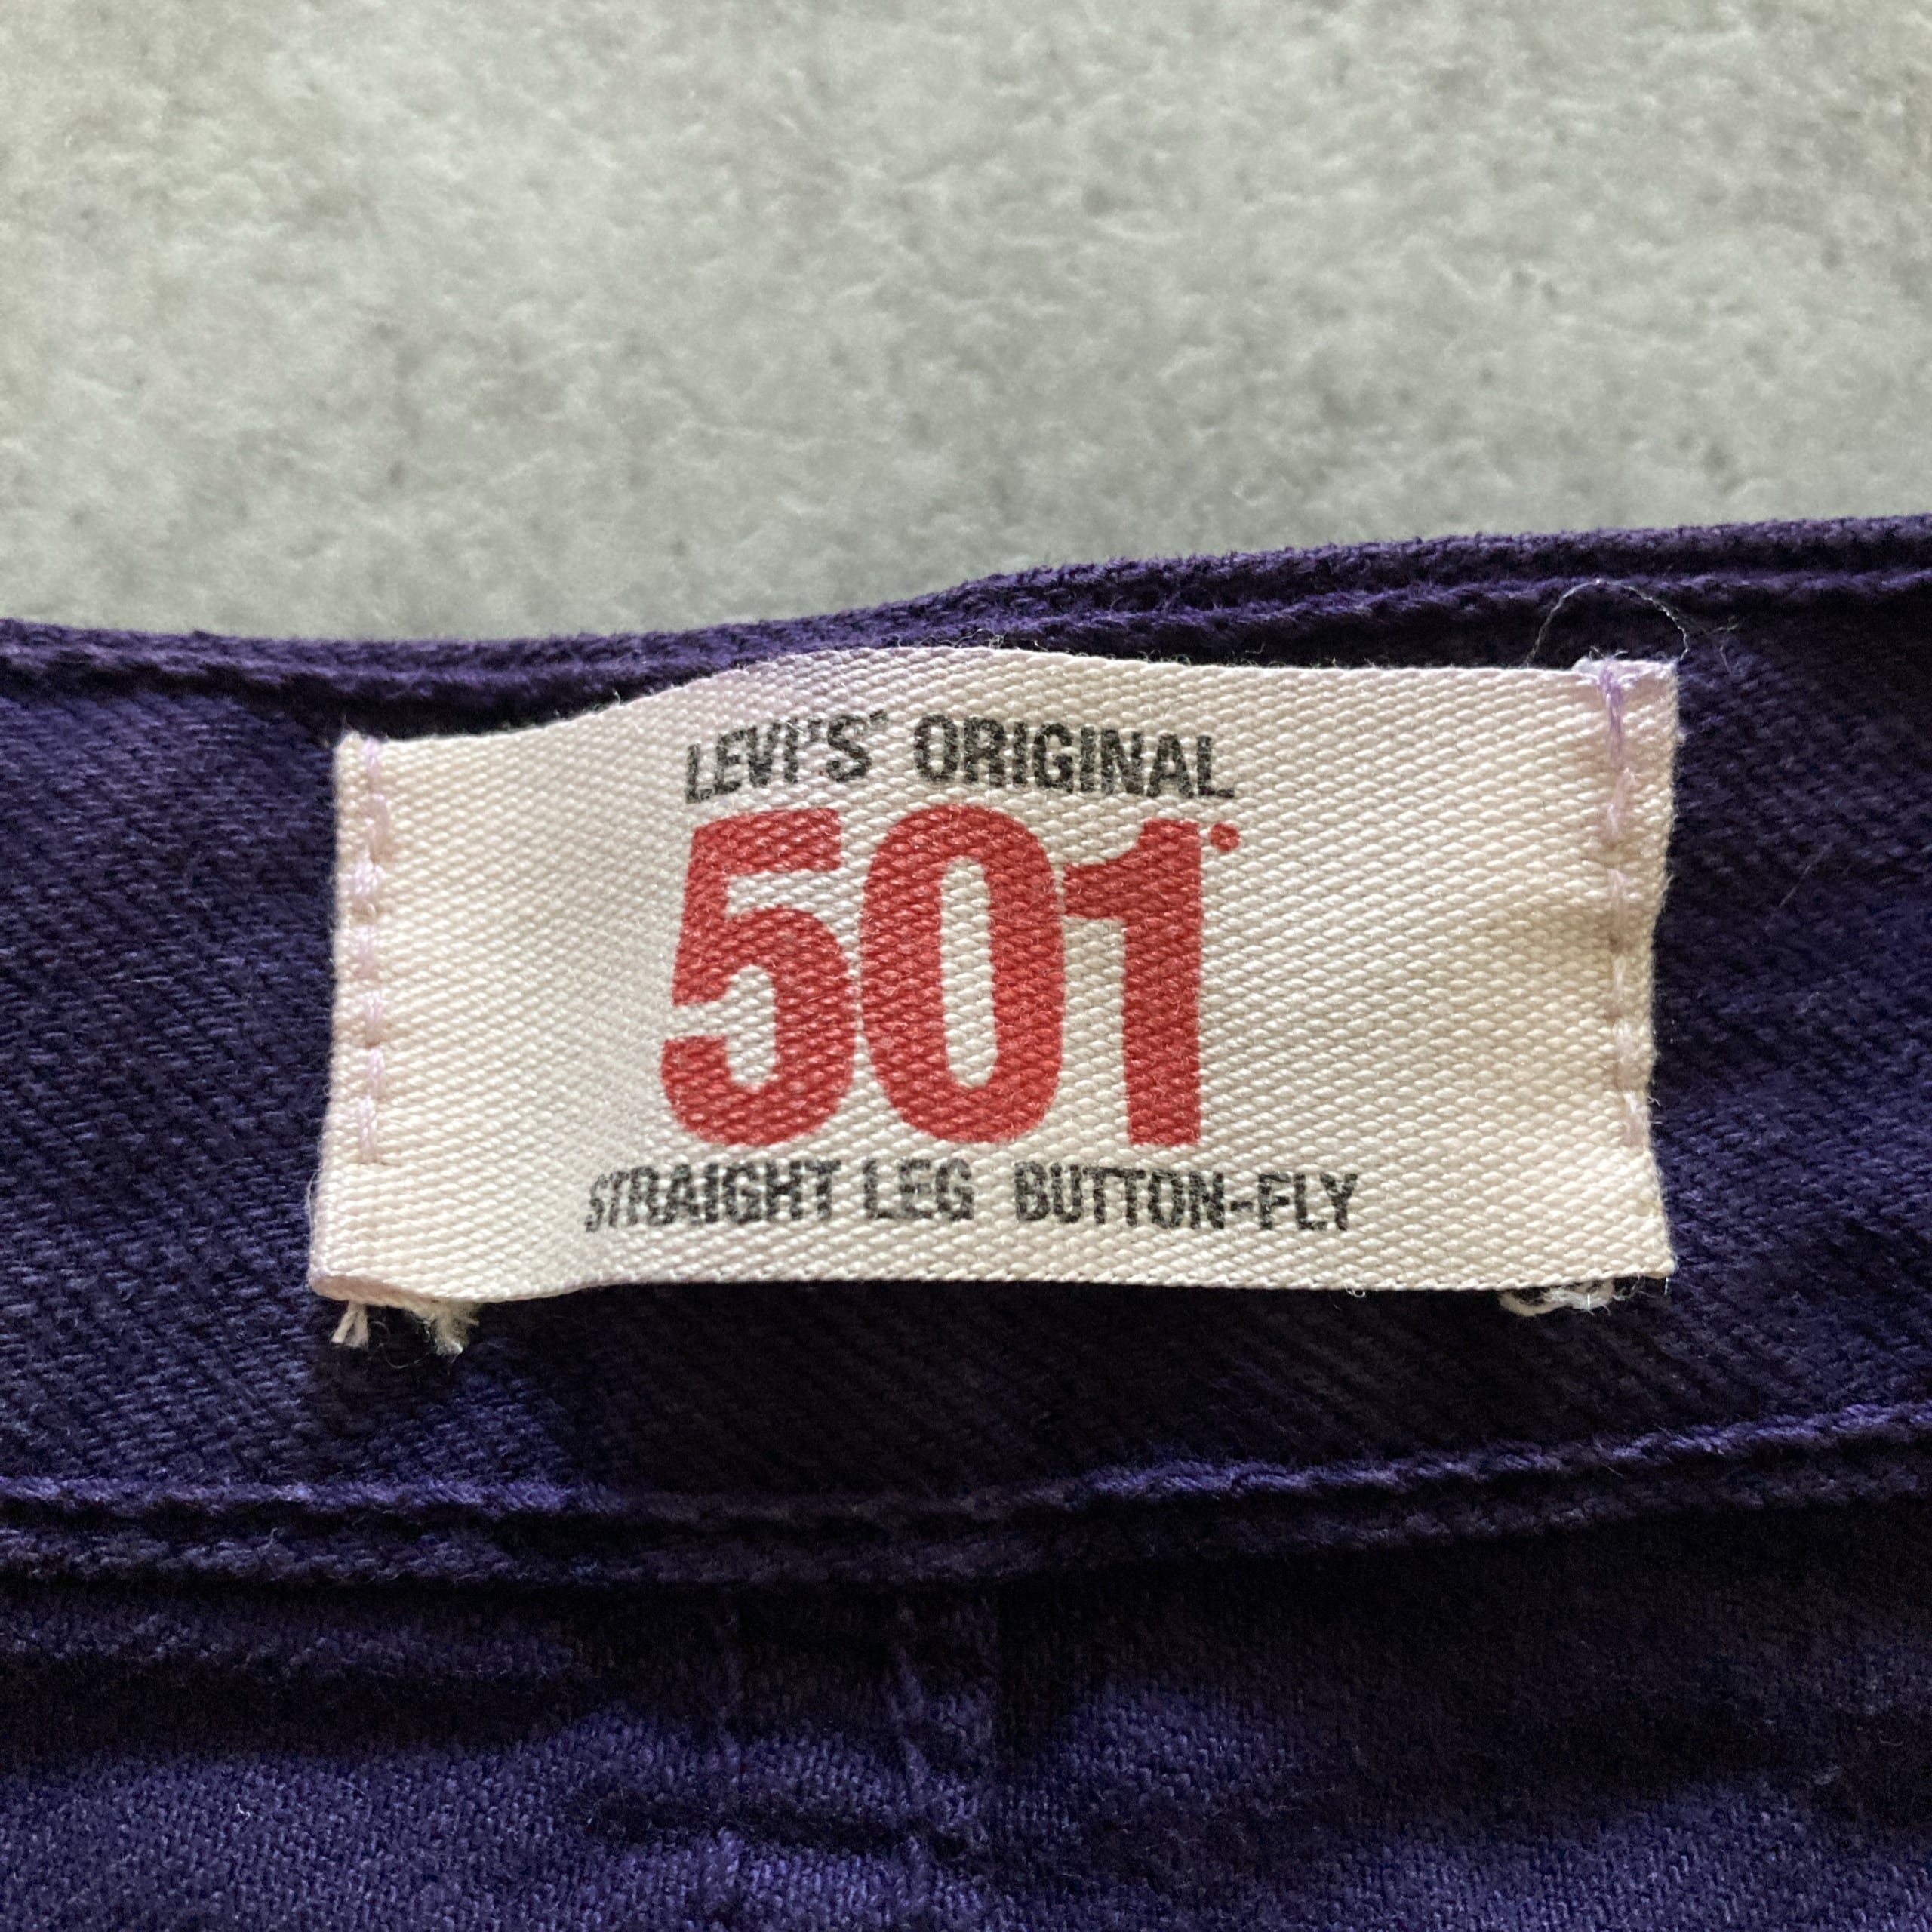 LEVI'S® ORIGINAL
501®
STRAIGHT LEG BUTTON-FLY